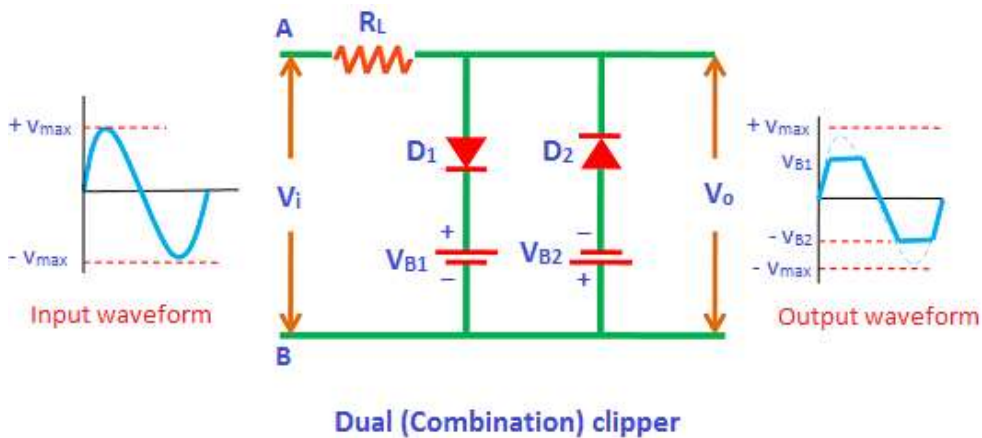 A
RL
+ vmax
- vmax
Input waveform
Vi
D1
D2
+
−
VB1
VB2
−
+
Vo
B
+ vmax
VB1
- VB2
- vmax
Output waveform
Dual (Combination) clipper